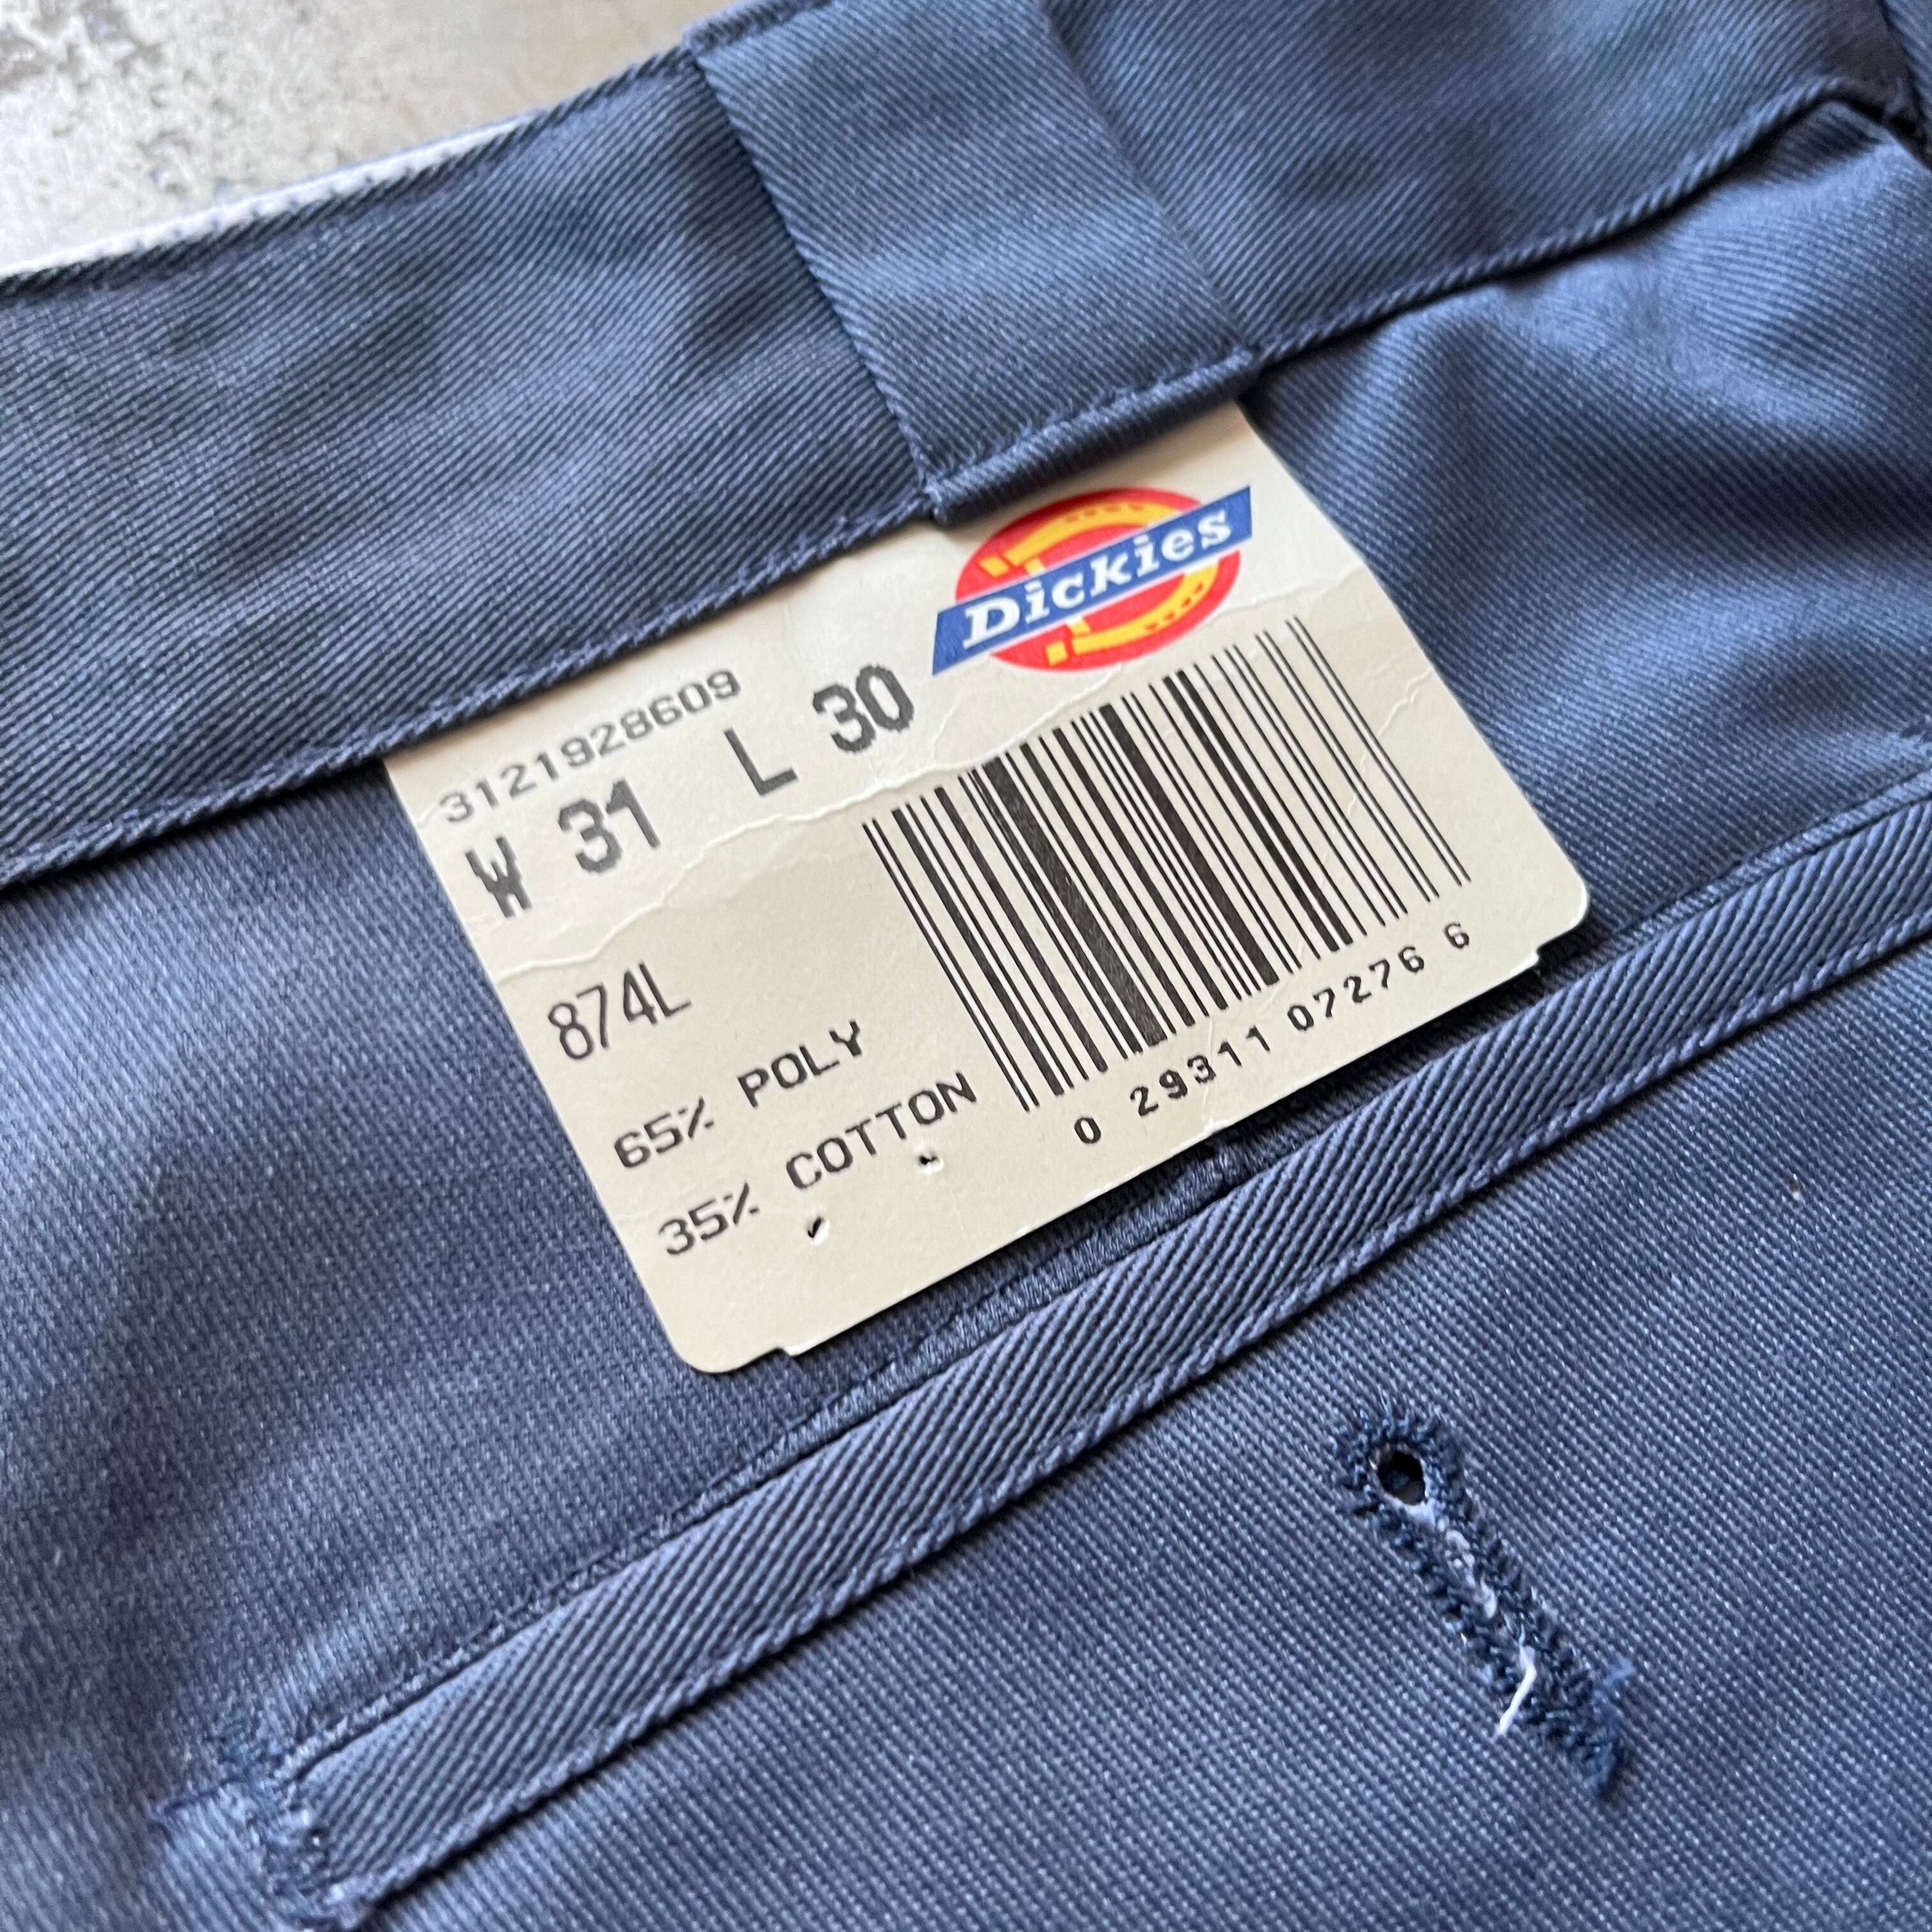 Dickies
3121928609
W 31 L 30
874L
65% POLY
35% COTTON
0 29311 07276 6